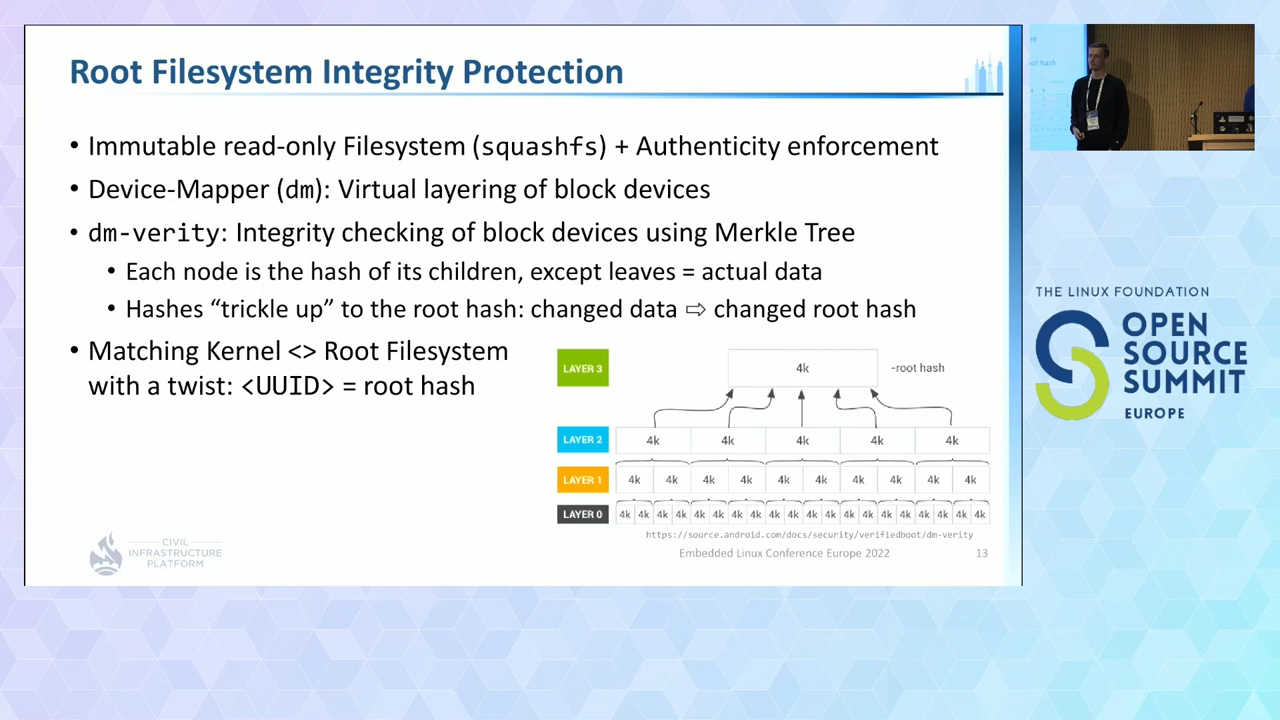 Root Filesystem Integrity Protection
• Immutable read-only Filesystem (squashfs) + Authenticity enforcement
• Device-Mapper (dm): Virtual layering of block devices
• dm-verity: Integrity checking of block devices using Merkle Tree
• Each node is the hash of its children, except leaves = actual data
• Hashes “trickle up” to the root hash: changed data ⇨ changed root hash
• Matching Kernel <> Root Filesystem
with a twist: <UUID> = root hash
LAYER 3 4k -root hash
LAYER 2 4k 4k 4k 4k 4k
LAYER 1 4k 4k 4k 4k 4k 4k 4k 4k 4k 4k
LAYER 0 4k 4k 4k 4k 4k 4k 4k 4k 4k 4k 4k 4k 4k 4k 4k 4k 4k 4k 4k 4k
https://source.android.com/docs/security/verifiedboot/dm-verity
CIVIL
INFRASTRUCTURE
PLATFORM
Embedded Linux Conference Europe 2022 13
root hash
THE LINUX FOUNDATION
OPEN
SOURCE
SUMMIT
EUROPE